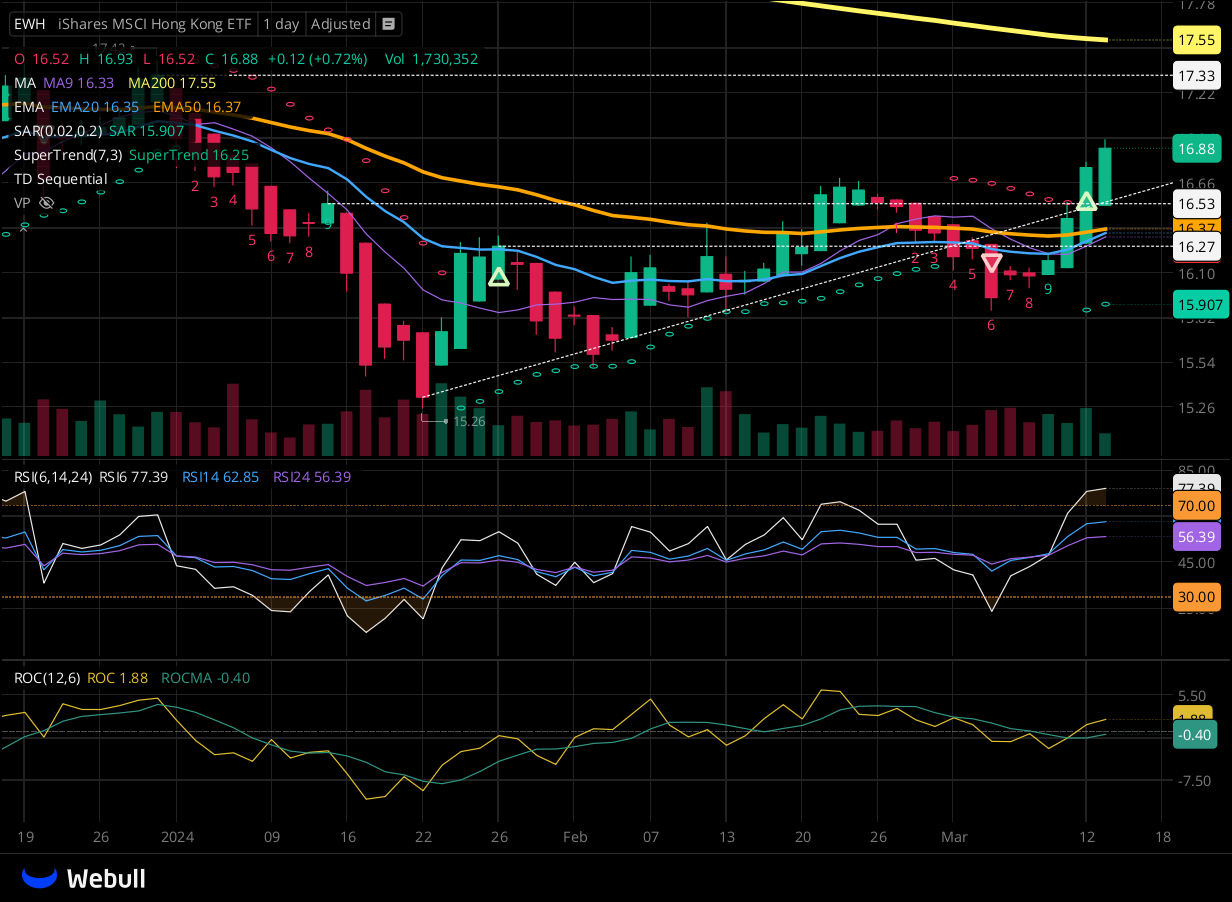 EWH iShares MSCI Hong Kong ETF 1 day Adjusted
17.78
17.55
O 16.52 H 16.93 L 16.52 C 16.88 +0.12 (+0.72%) Vol 1,730,352
17.33
MA MA9 16.33 MA200 17.55
17.22
EMA EMA20 16.35 EMA50 16.37
SAR(0.02,0.2) SAR 15.907
16.88
SuperTrend(7,3) SuperTrend 16.25
TD Sequential
16.66
VP
2 3 4 5 6 7 8 9
16.53
16.37
16.27
2 3 4 5 6 7 8 9
16.10
15.907
15.82
15.54
15.26
15.26
RSI(6,14,24) RSI6 77.39 RSI14 62.85 RSI24 56.39
85.00
77.39
70.00
56.39
45.00
30.00
ROC(12,6) ROC 1.88 ROCMA -0.40
5.50
1.88
-0.40
-7.50
19 26 2024 09 16 22 26 Feb 07 13 20 26 Mar 12 18
Webull